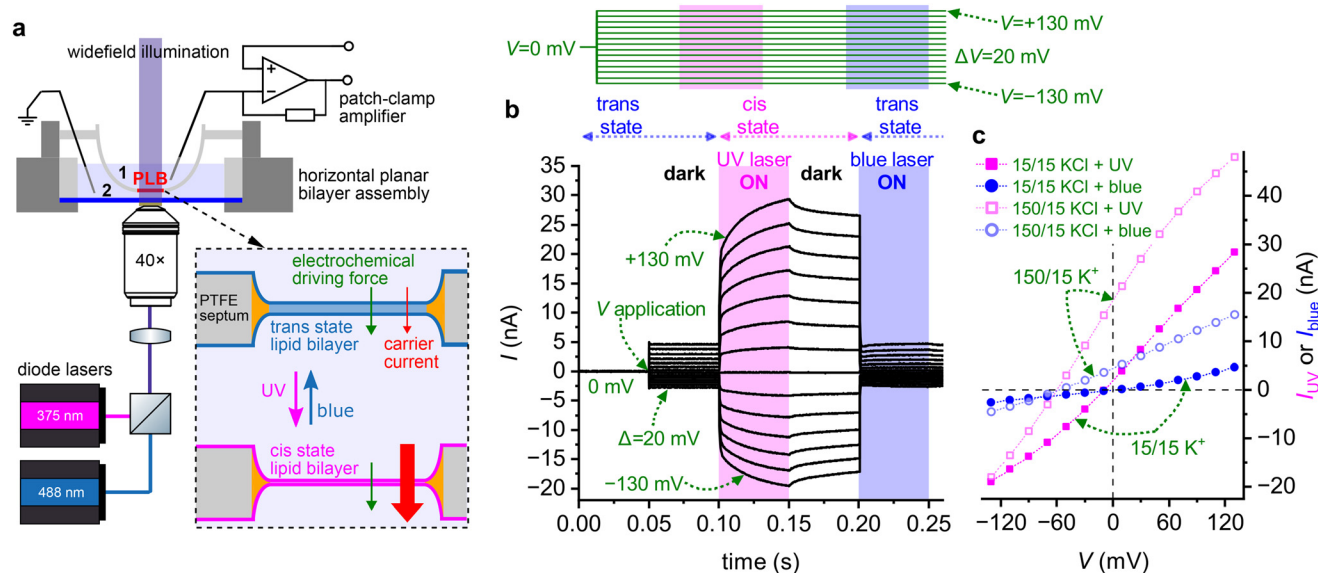 a
widefield illumination
patch-clamp
amplifier
1
2
PLB
horizontal planar
bilayer assembly
40×
diode lasers
375 nm
488 nm
electrochemical
driving force
PTFE
septum
trans state
lipid bilayer
carrier
current
UV
blue
cis state
lipid bilayer
V=0 mV
V=+130 mV
ΔV=20 mV
V=−130 mV
b
trans
state
cis
state
trans
state
dark
UV laser
ON
dark
blue laser
ON
+130 mV
V application
0 mV
Δ=20 mV
−130 mV
I (nA)
35
30
25
20
15
10
5
0
−5
−10
−15
−20
0.00
0.05
0.10
0.15
0.20
0.25
time (s)
c
15/15 KCl + UV
15/15 KCl + blue
150/15 KCl + UV
150/15 KCl + blue
150/15 K⁺
15/15 K⁺
40
30
20
10
0
−10
−20
I_UV or I_blue (nA)
−120
−60
0
60
120
V (mV)